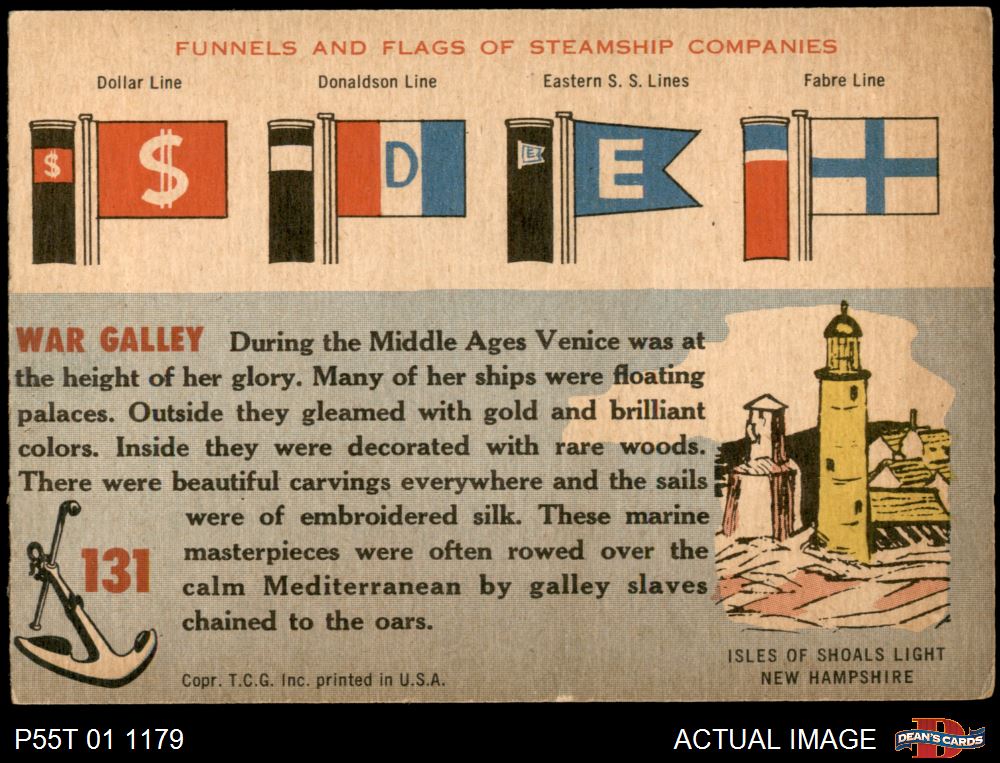 FUNNELS AND FLAGS OF STEAMSHIP COMPANIES
Dollar Line
Donaldson Line
Eastern S. S. Lines
Fabre Line
$
$
D
E
E
WAR GALLEY During the Middle Ages Venice was at
the height of her glory. Many of her ships were floating
palaces. Outside they gleamed with gold and brilliant
colors. Inside they were decorated with rare woods.
There were beautiful carvings everywhere and the sails
were of embroidered silk. These marine
masterpieces were often rowed over the
calm Mediterranean by galley slaves
chained to the oars.
131
Copr. T.C.G. Inc. printed in U.S.A.
ISLES OF SHOALS LIGHT
NEW HAMPSHIRE
P55T 01 1179
ACTUAL IMAGE
D
DEAN'S CARDS